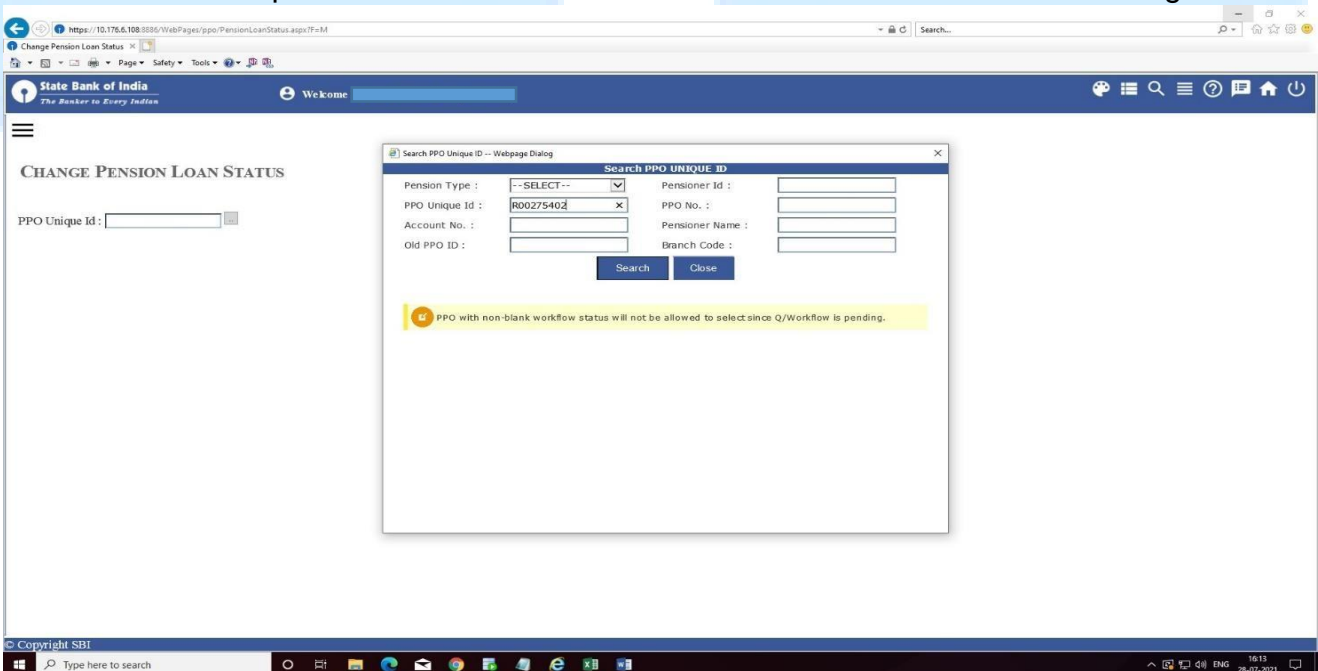 https://10.176.6.108:8886/WebPages/ppo/PensionLoanStatus.aspx?F=M
Search...
Change Pension Loan Status
Page Safety Tools
State Bank of India
The Banker to Every Indian
Welcome
CHANGE PENSION LOAN STATUS
PPO Unique Id :
Search PPO Unique ID -- Webpage Dialog
Search PPO UNIQUE ID
Pension Type : --SELECT-- Pensioner Id :
PPO Unique Id : R00275402 PPO No. :
Account No. : Pensioner Name :
Old PPO ID : Branch Code :
Search Close
PPO with non-blank workflow status will not be allowed to select since Q/Workflow is pending.
© Copyright SBI
Type here to search
ENG
16:13
28-07-2021